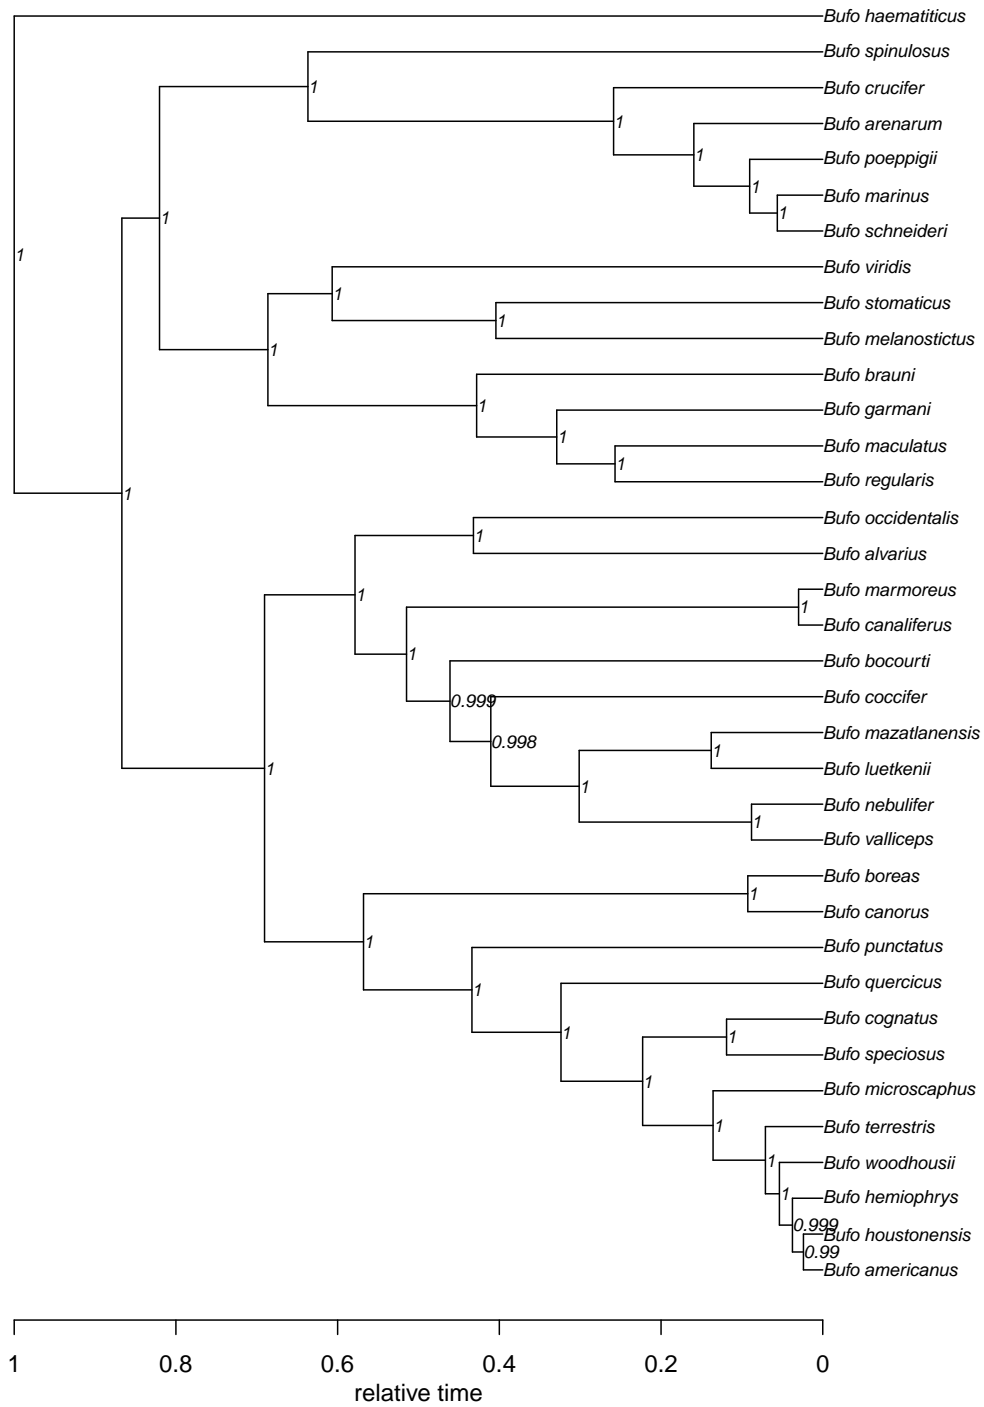 Bufo haematiticus
Bufo spinulosus
1
Bufo crucifer
1
Bufo arenarum
1
Bufo poeppigii
1
Bufo marinus
1
Bufo schneideri
1
1
Bufo viridis
1
Bufo stomaticus
1
Bufo melanostictus
1
Bufo brauni
1
Bufo garmani
1
Bufo maculatus
1
Bufo regularis
1
Bufo occidentalis
1
Bufo alvarius
1
Bufo marmoreus
1
Bufo canaliferus
1
Bufo bocourti
0.999
Bufo coccifer
0.998
Bufo mazatlanensis
1
Bufo luetkenii
1
1
Bufo nebulifer
1
Bufo valliceps
Bufo boreas
1
Bufo canorus
1
Bufo punctatus
1
Bufo quercicus
1
Bufo cognatus
1
Bufo speciosus
1
Bufo microscaphus
1
Bufo terrestris
1
Bufo woodhousii
1
Bufo hemiophrys
0.999
Bufo houstonensis
0.99
Bufo americanus
1 0.8 0.6 0.4 0.2 0
relative time